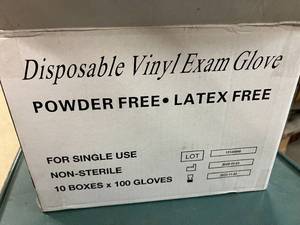 Disposable Vinyl Exam Glove
POWDER FREE • LATEX FREE
FOR SINGLE USE
LOT
NON-STERILE
10 BOXES x 100 GLOVES